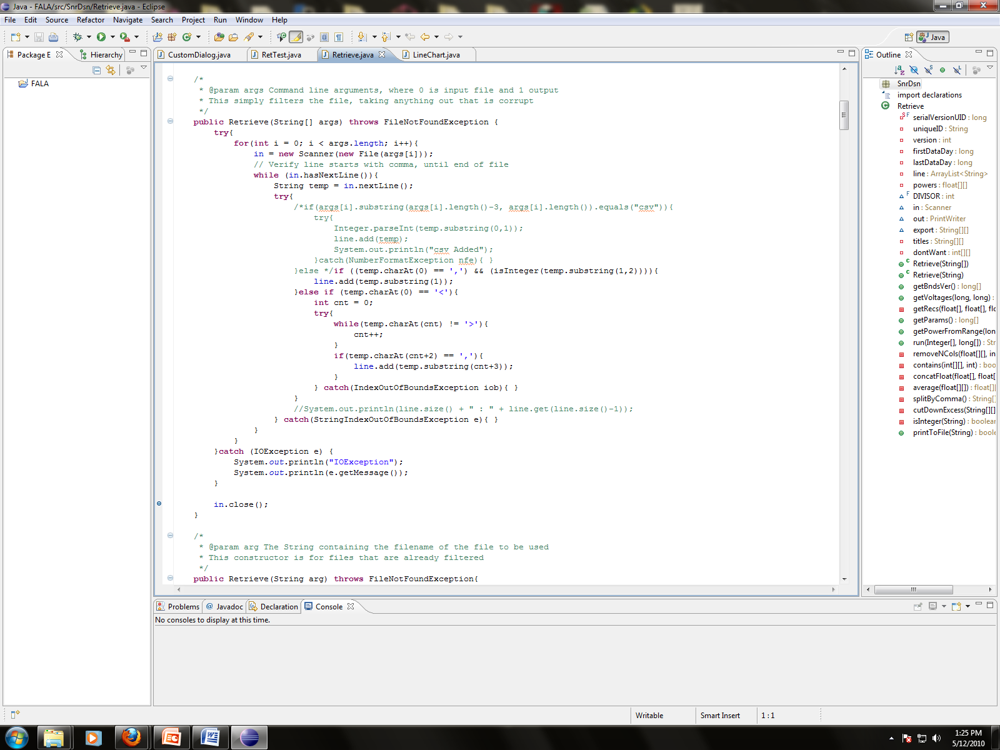 Java - FALA/src/SnrDsn/Retrieve.java - Eclipse
File Edit Source Refactor Navigate Search Project Run Window Help
Java
Package E Hierarchy
FALA
CustomDialog.java RetTest.java Retrieve.java LineChart.java
/*
* @param args Command line arguments, where 0 is input file and 1 output
* This simply filters the file, taking anything out that is corrupt
*/
public Retrieve(String[] args) throws FileNotFoundException {
try{
for(int i = 0; i < args.length; i++){
in = new Scanner(new File(args[i]));
// Verify line starts with comma, until end of file
while (in.hasNextLine()){
String temp = in.nextLine();
try{
/*if(args[i].substring(args[i].length()-3, args[i].length()).equals("csv")){
try{
Integer.parseInt(temp.substring(0,1));
line.add(temp);
System.out.println("csv Added");
}catch(NumberFormatException nfe){ }
}else */if ((temp.charAt(0) == ',') && (isInteger(temp.substring(1,2)))){
line.add(temp.substring(1));
}else if (temp.charAt(0) == '<'){
int cnt = 0;
try{
while(temp.charAt(cnt) != '>'){
cnt++;
}
if(temp.charAt(cnt+2) == ','){
line.add(temp.substring(cnt+3));
}
} catch(IndexOutOfBoundsException iob){ }
}
//System.out.println(line.size() + " : " + line.get(line.size()-1));
} catch(StringIndexOutOfBoundsException e){ }
}
}
}catch (IOException e) {
System.out.println("IOException");
System.out.println(e.getMessage());
}
in.close();
}
/*
* @param arg The String containing the filename of the file to be used
* This constructor is for files that are already filtered
*/
public Retrieve(String arg) throws FileNotFoundException{
Outline
SnrDsn
import declarations
Retrieve
serialVersionUID : long
uniqueID : String
version : int
firstDataDay : long
lastDataDay : long
line : ArrayList<String>
powers : float[][]
DIVISOR : int
in : Scanner
out : PrintWriter
export : String[][]
titles : String[][]
dontWant : int[][]
Retrieve(String[])
Retrieve(String)
getBndsVer() : long[]
getVoltages(long, long) :
getRecs(float[], float[], flo
getParams() : long[]
getPowerFromRange(lon
run(Integer[], long[]) : Str
removeNCols(float[][], in
contains(int[][], int) : boo
concatFloat(float[], float[
average(float[][]) : float[]
splitByComma() : String[
cutDownExcess(String[][]
isInteger(String) : boolean
printToFile(String) : boole
Problems @ Javadoc Declaration Console
No consoles to display at this time.
Writable Smart Insert 1 : 1
1:25 PM
5/12/2010